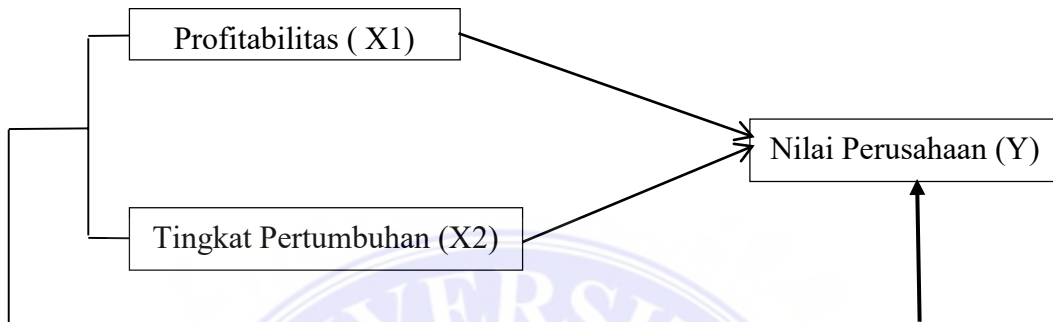 Profitabilitas ( X1)
Nilai Perusahaan (Y)
Tingkat Pertumbuhan (X2)